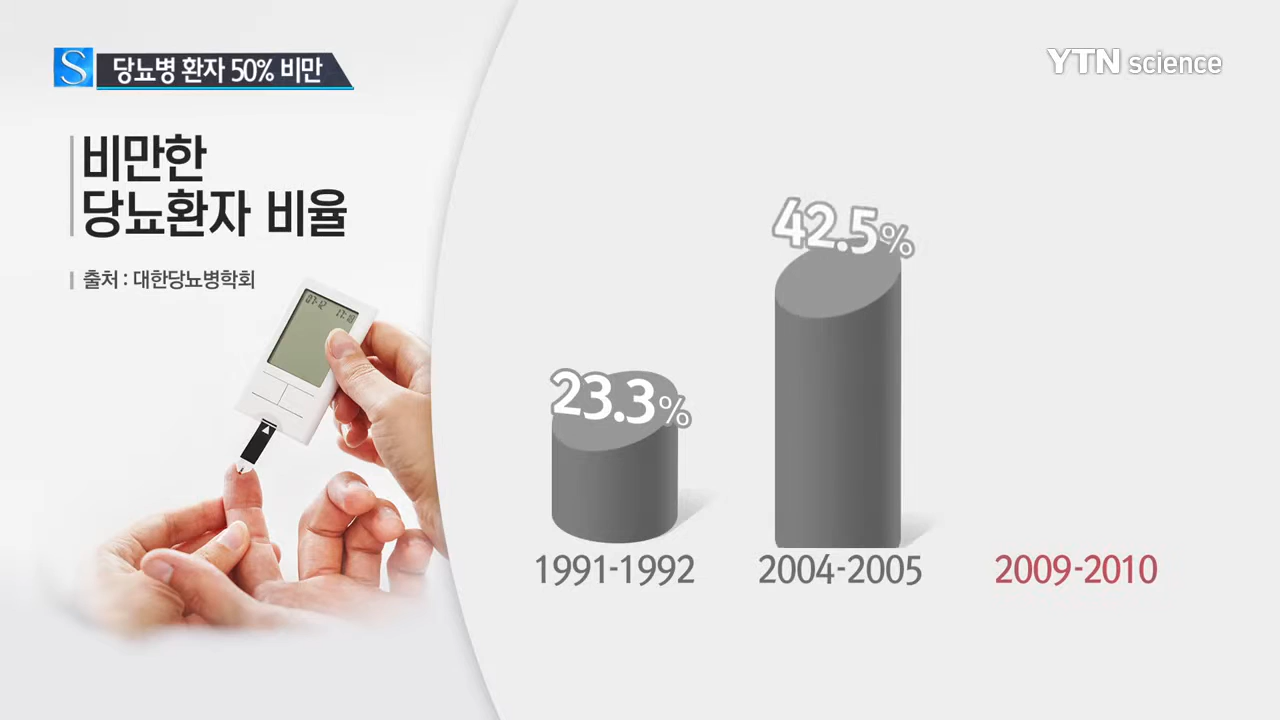 S 당뇨병 환자 50% 비만
YTN science
비만한
당뇨환자 비율
출처 : 대한당뇨병학회
42.5%
23.3%
1991-1992
2004-2005
2009-2010